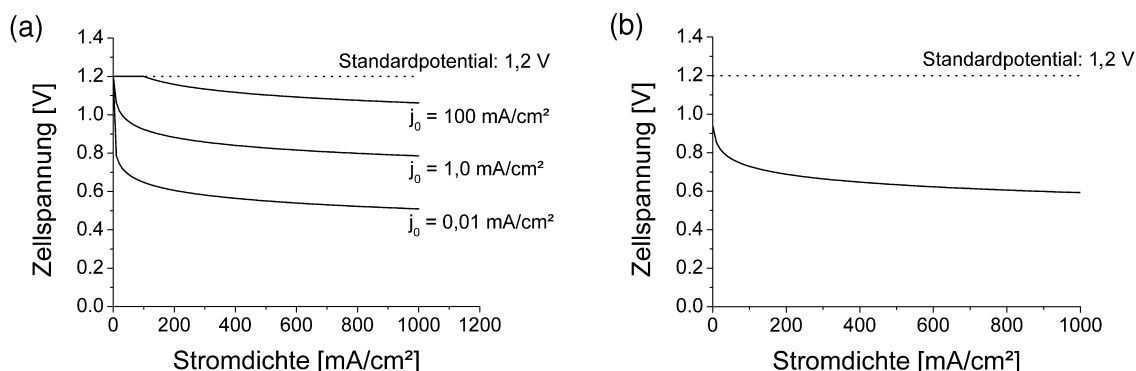 (a)
Zellspannung [V]
1.4
1.2
1.0
0.8
0.6
0.4
0.2
0.0
Standardpotential: 1,2 V
j₀ = 100 mA/cm²
j₀ = 1,0 mA/cm²
j₀ = 0,01 mA/cm²
0 200 400 600 800 1000 1200
Stromdichte [mA/cm²]
(b)
Zellspannung [V]
1.4
1.2
1.0
0.8
0.6
0.4
0.2
0.0
Standardpotential: 1,2 V
0 200 400 600 800 1000
Stromdichte [mA/cm²]